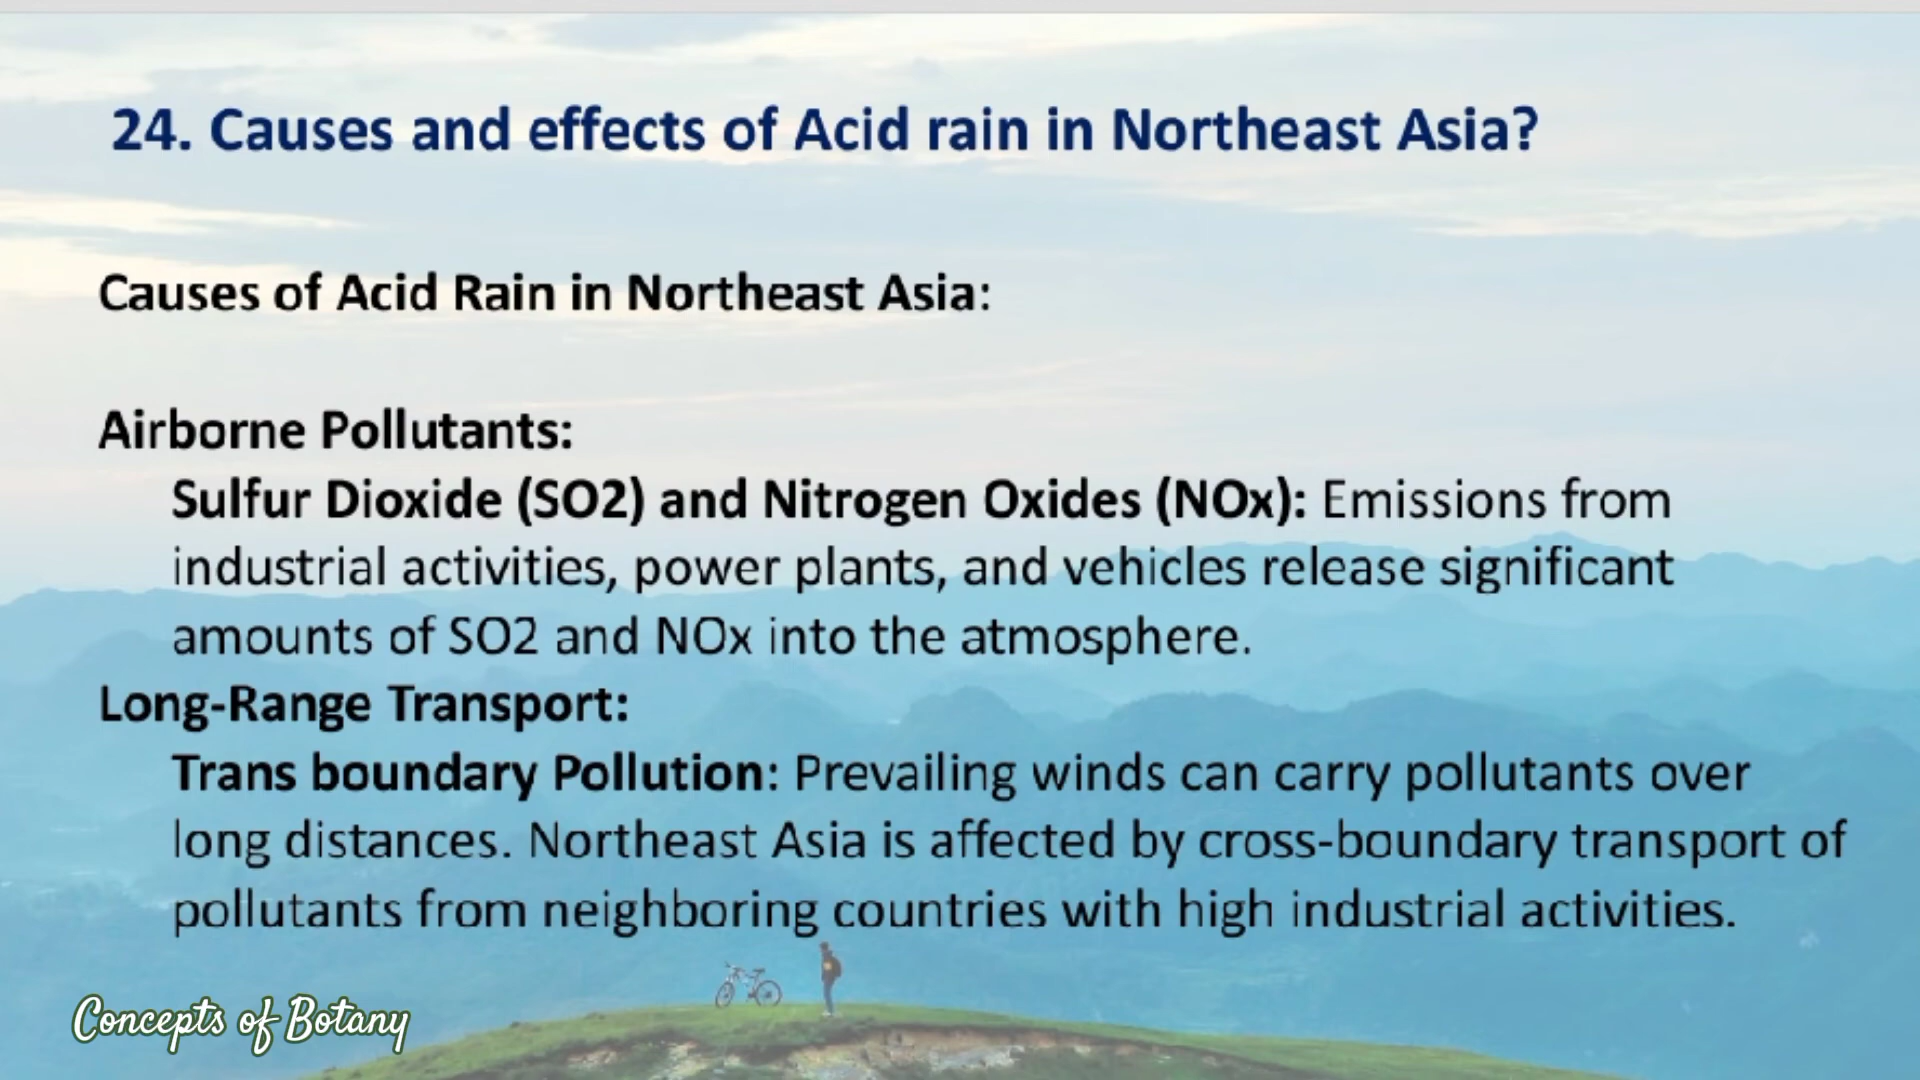 24. Causes and effects of Acid rain in Northeast Asia?
Causes of Acid Rain in Northeast Asia:
Airborne Pollutants:
Sulfur Dioxide (SO2) and Nitrogen Oxides (NOx): Emissions from
industrial activities, power plants, and vehicles release significant
amounts of SO2 and NOx into the atmosphere.
Long-Range Transport:
Trans boundary Pollution: Prevailing winds can carry pollutants over
long distances. Northeast Asia is affected by cross-boundary transport of
pollutants from neighboring countries with high industrial activities.
Concepts of Botany